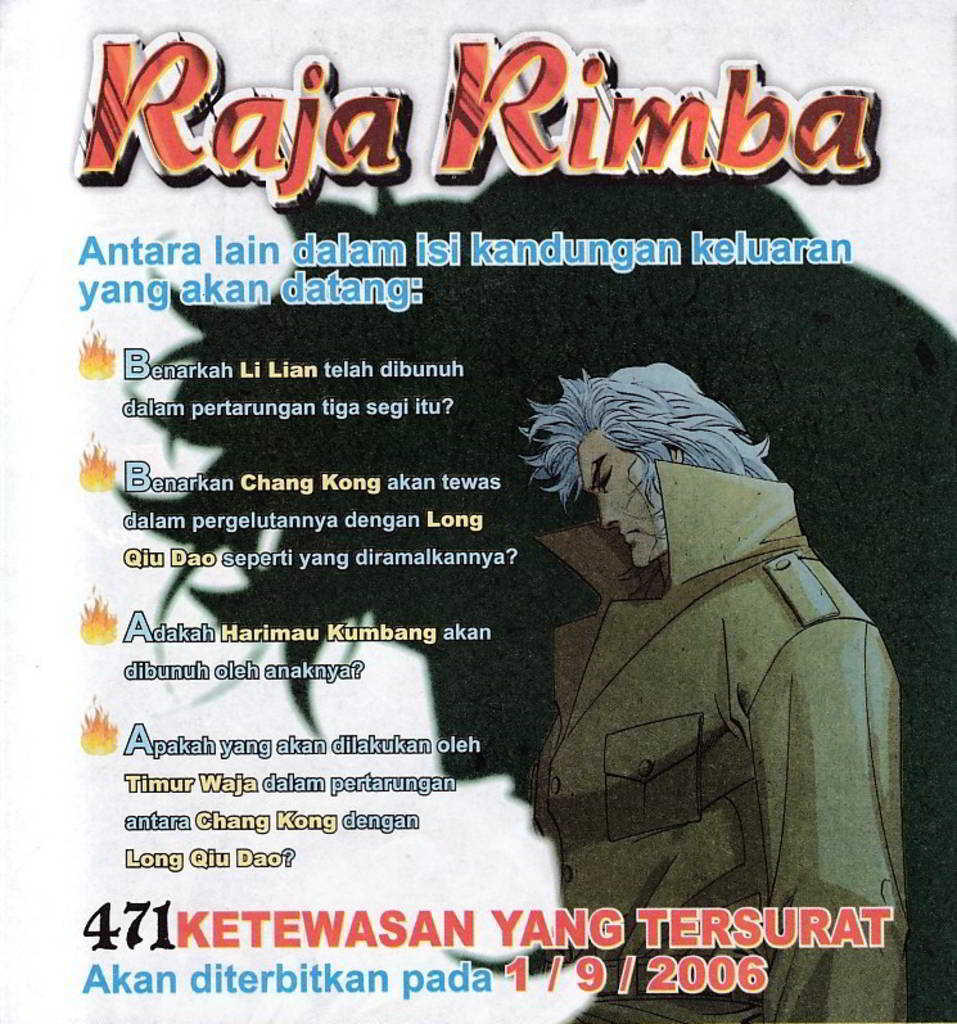 Raja Rimba
Antara lain dalam isi kandungan keluaran
yang akan datang:
Benarkah Li Lian telah dibunuh
dalam pertarungan tiga segi itu?
Benarkan Chang Kong akan tewas
dalam pergelutannya dengan Long
Qiu Dao seperti yang diramalkannya?
Adakah Harimau Kumbang akan
dibunuh oleh anaknya?
Apakah yang akan dilakukan oleh
Timur Waja dalam pertarungan
antara Chang Kong dengan
Long Qiu Dao?
471 KETEWASAN YANG TERSURAT
Akan diterbitkan pada 1 / 9 / 2006